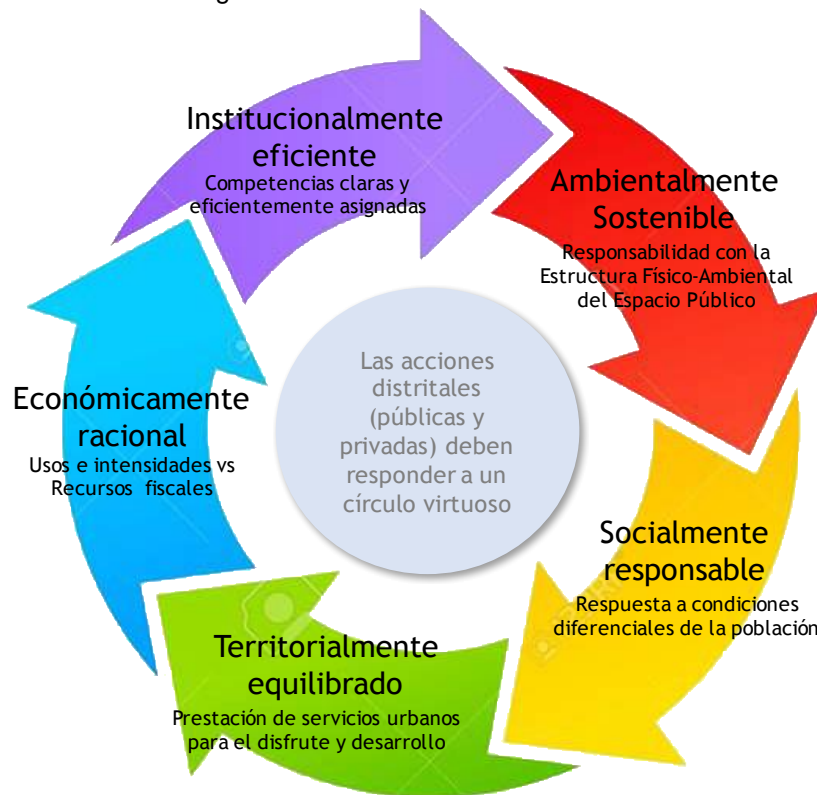 Institucionalmente
eficiente
Competencias claras y
eficientemente asignadas
Ambientalmente
Sostenible
Responsabilidad con la
Estructura Físico-Ambiental
del Espacio Público
Las acciones
distritales
(públicas y
privadas) deben
responder a un
círculo virtuoso
Económicamente
racional
Usos e intensidades vs
Recursos fiscales
Socialmente
responsable
Respuesta a condiciones
diferenciales de la población
Territorialmente
equilibrado
Prestación de servicios urbanos
para el disfrute y desarrollo